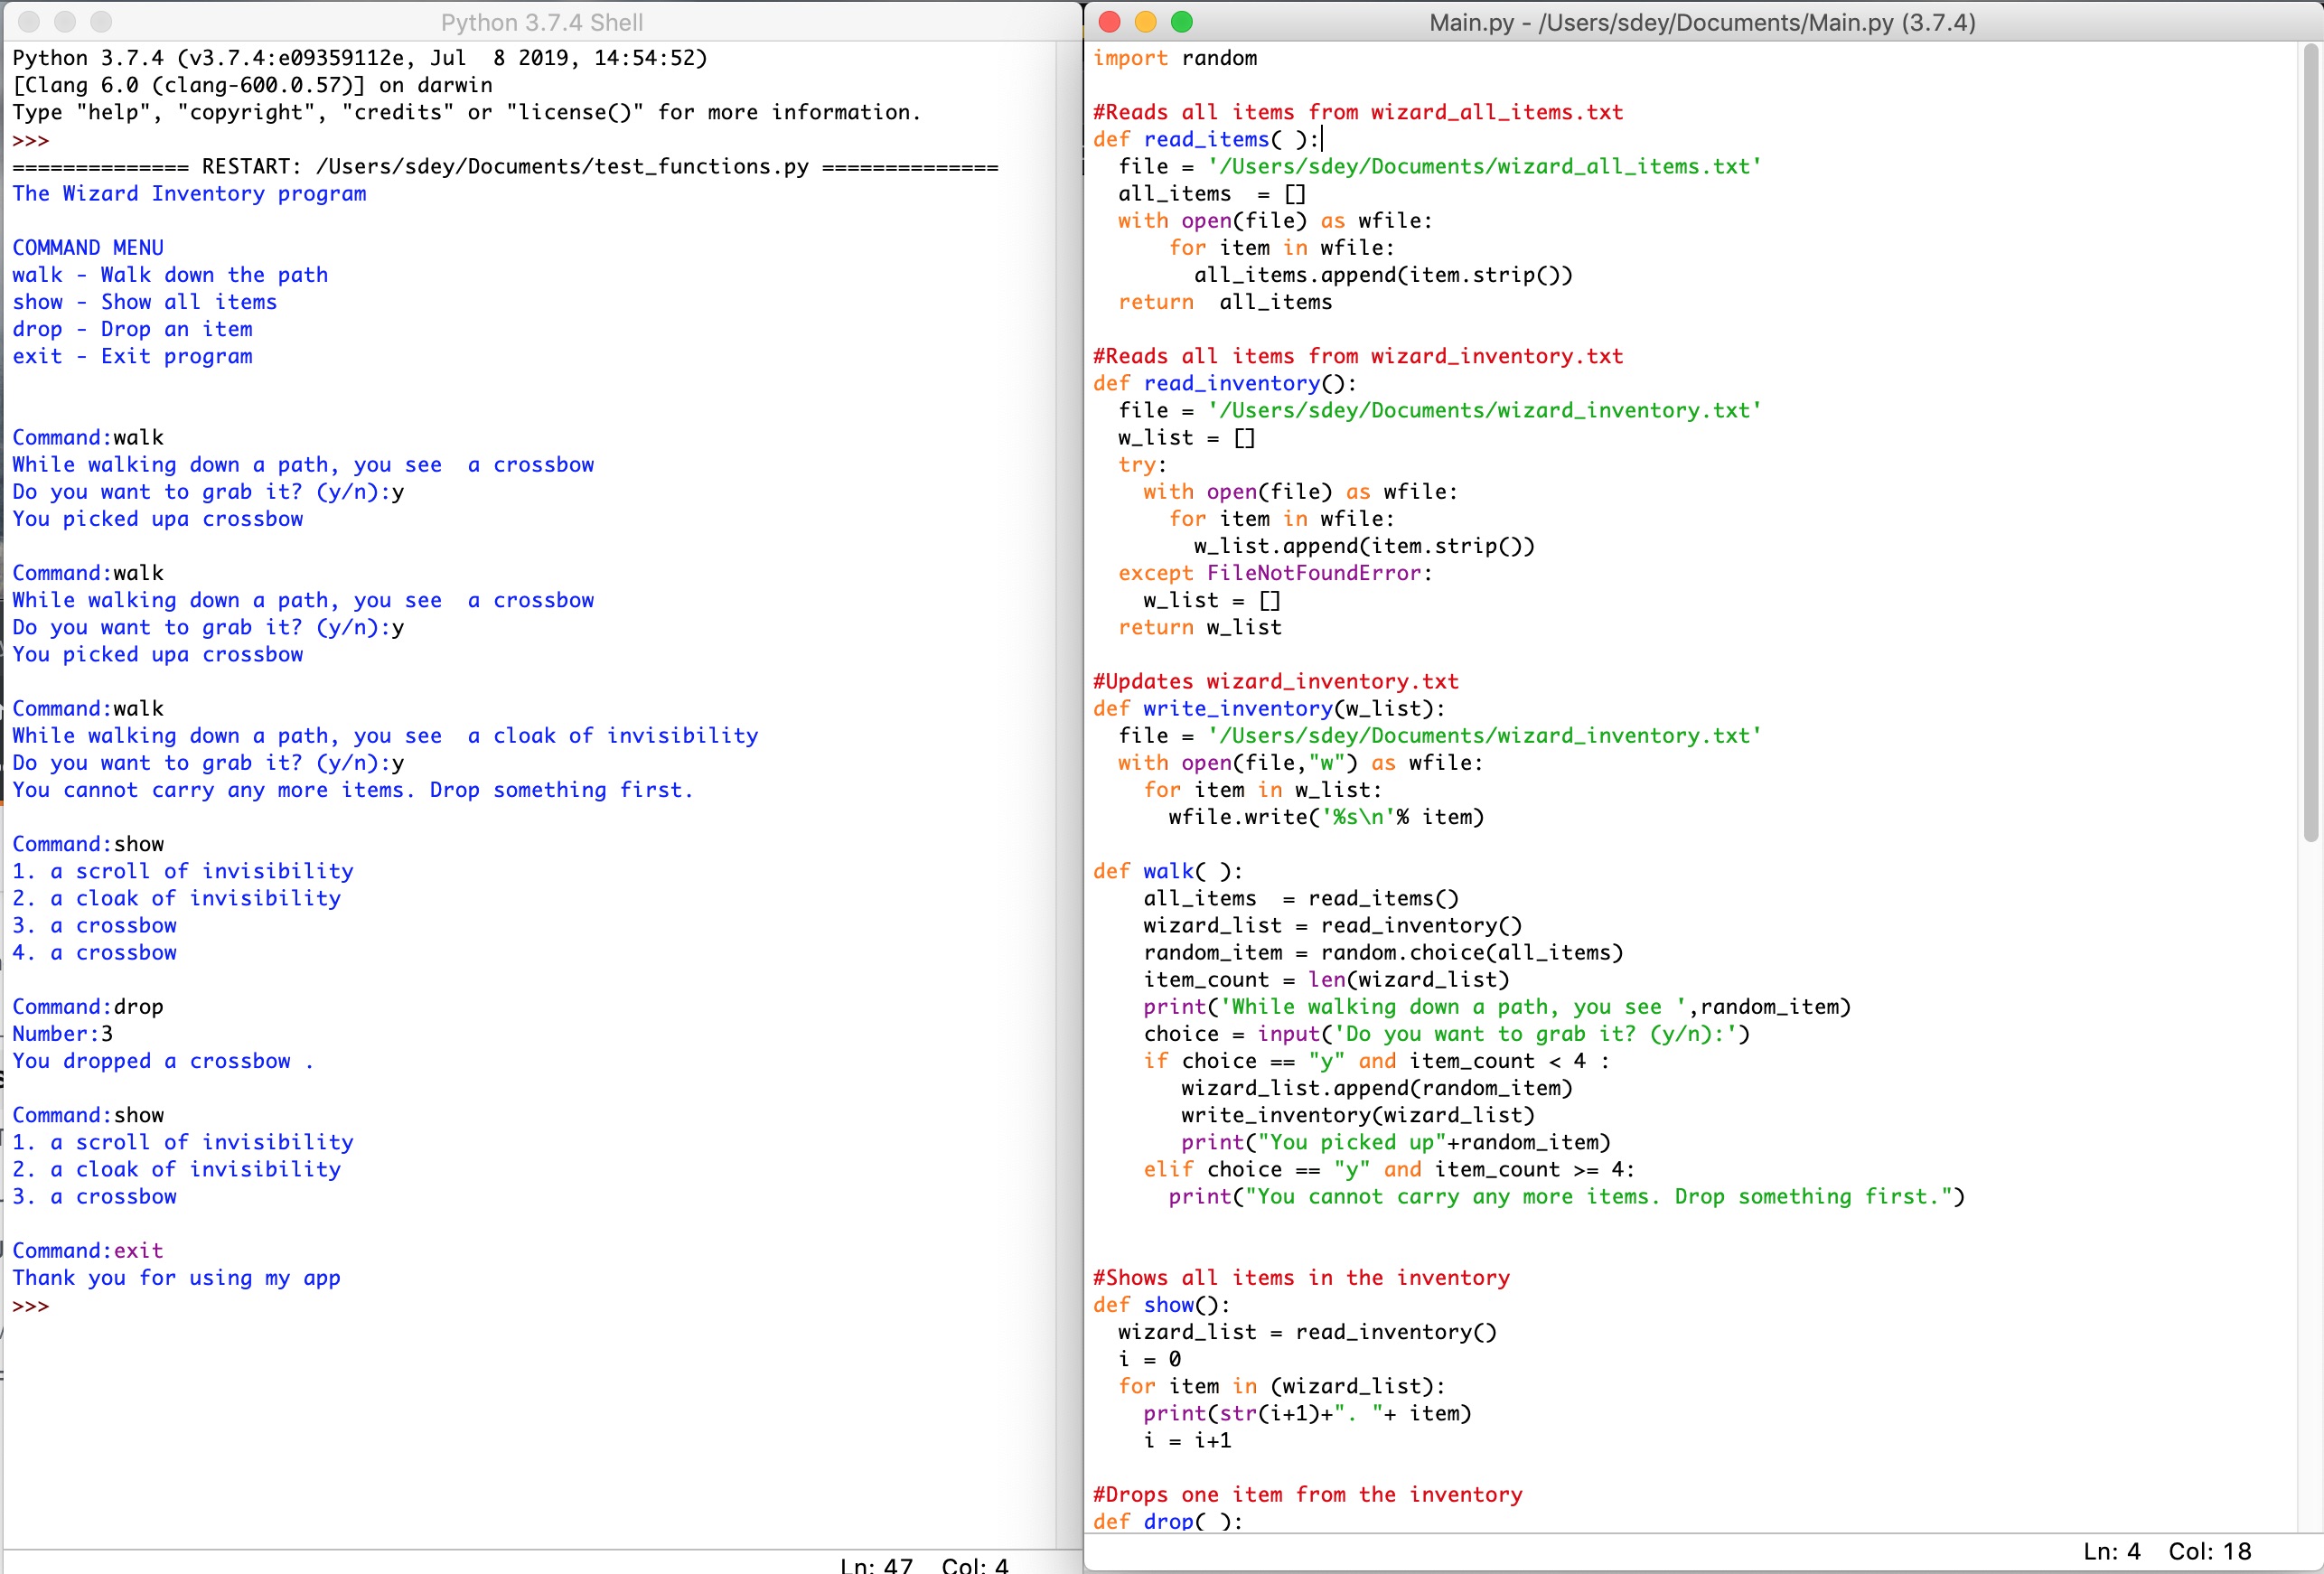 Python 3.7.4 Shell
Python 3.7.4 (v3.7.4:e09359112e, Jul  8 2019, 14:54:52)
[Clang 6.0 (clang-600.0.57)] on darwin
Type "help", "copyright", "credits" or "license()" for more information.
>>>
============== RESTART: /Users/sdey/Documents/test_functions.py ==============
The Wizard Inventory program

COMMAND MENU
walk - Walk down the path
show - Show all items
drop - Drop an item
exit - Exit program


Command:walk
While walking down a path, you see  a crossbow
Do you want to grab it? (y/n):y
You picked upa crossbow

Command:walk
While walking down a path, you see  a crossbow
Do you want to grab it? (y/n):y
You picked upa crossbow

Command:walk
While walking down a path, you see  a cloak of invisibility
Do you want to grab it? (y/n):y
You cannot carry any more items. Drop something first.

Command:show
1. a scroll of invisibility
2. a cloak of invisibility
3. a crossbow
4. a crossbow

Command:drop
Number:3
You dropped a crossbow .

Command:show
1. a scroll of invisibility
2. a cloak of invisibility
3. a crossbow

Command:exit
Thank you for using my app
>>>
Ln: 47  Col: 4
Main.py - /Users/sdey/Documents/Main.py (3.7.4)
import random

#Reads all items from wizard_all_items.txt
def read_items( ):
  file = '/Users/sdey/Documents/wizard_all_items.txt'
  all_items  = []
  with open(file) as wfile:
      for item in wfile:
        all_items.append(item.strip())
  return  all_items

#Reads all items from wizard_inventory.txt
def read_inventory():
  file = '/Users/sdey/Documents/wizard_inventory.txt'
  w_list = []
  try:
    with open(file) as wfile:
      for item in wfile:
        w_list.append(item.strip())
  except FileNotFoundError:
    w_list = []
  return w_list

#Updates wizard_inventory.txt
def write_inventory(w_list):
  file = '/Users/sdey/Documents/wizard_inventory.txt'
  with open(file,"w") as wfile:
    for item in w_list:
      wfile.write('%s\n'% item)

def walk( ):
    all_items  = read_items()
    wizard_list = read_inventory()
    random_item = random.choice(all_items)
    item_count = len(wizard_list)
    print('While walking down a path, you see ',random_item)
    choice = input('Do you want to grab it? (y/n):')
    if choice == "y" and item_count < 4 :
       wizard_list.append(random_item)
       write_inventory(wizard_list)
       print("You picked up"+random_item)
    elif choice == "y" and item_count >= 4:
      print("You cannot carry any more items. Drop something first.")


#Shows all items in the inventory
def show():
  wizard_list = read_inventory()
  i = 0
  for item in (wizard_list):
    print(str(i+1)+". "+ item)
    i = i+1

#Drops one item from the inventory
def drop( ):
Ln: 4  Col: 18